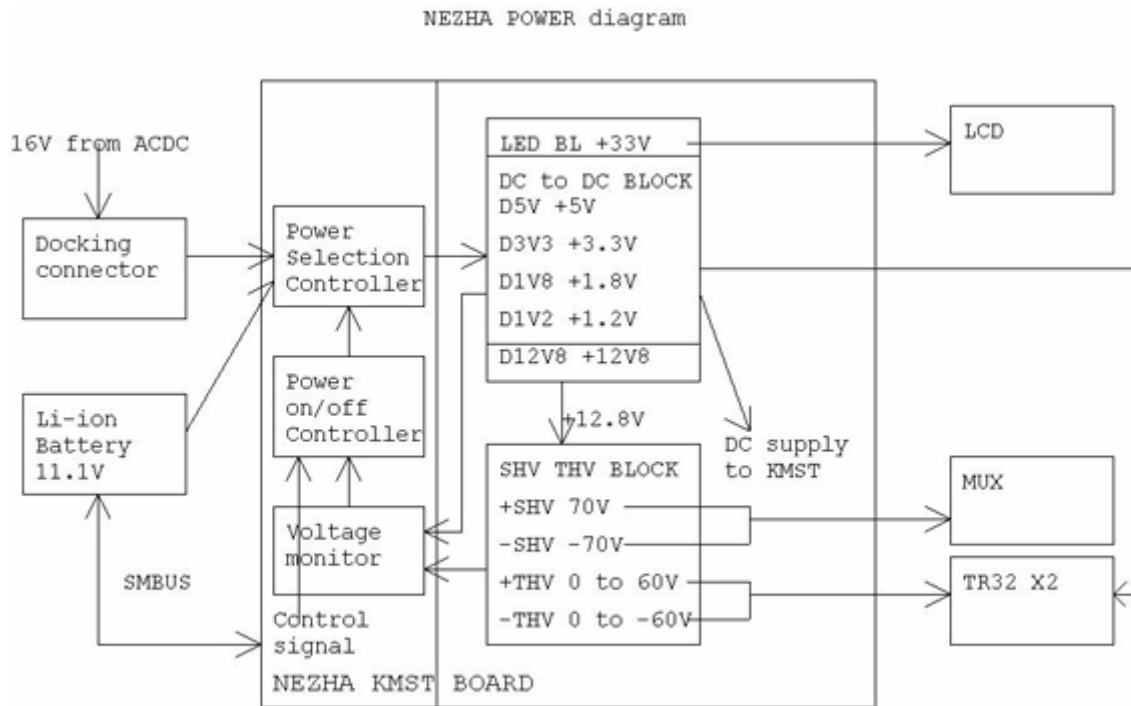 NEZHA POWER diagram
16V from ACDC
Docking
connector
Li-ion
Battery
11.1V
SMBUS
Power
Selection
Controller
Power
on/off
Controller
Voltage
monitor
Control
signal
NEZHA KMST BOARD
LED BL +33V
DC to DC BLOCK
D5V +5V
D3V3 +3.3V
D1V8 +1.8V
D1V2 +1.2V
D12V8 +12V8
+12.8V
SHV THV BLOCK
+SHV 70V
-SHV -70V
+THV 0 to 60V
-THV 0 to -60V
DC supply
to KMST
LCD
MUX
TR32 X2